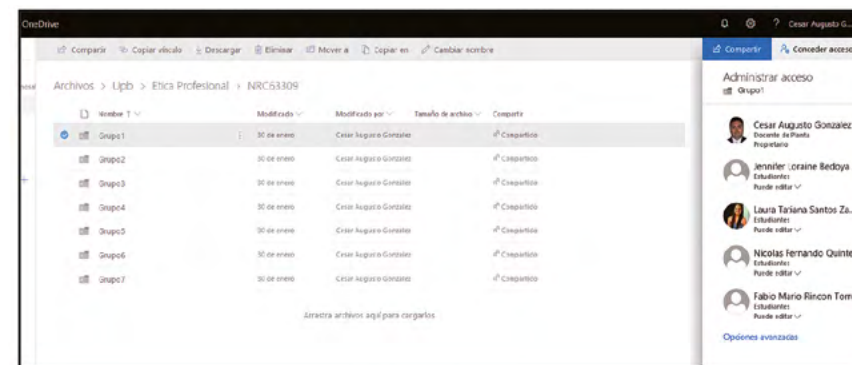 OneDrive
? Cesar Augusto G...
Compartir Copiar vínculo Descargar Eliminar Mover a Copiar en Cambiar nombre
Compartir Conceder acceso
Archivos > Upb > Etica Profesional > NRC63309
Administrar acceso
Grupo1
Nombre ↑ Modificado Modificado por Tamaño de archivo Compartir
Grupo1 30 de enero Cesar Augusto Gonzalez Compartido
Grupo2 30 de enero Cesar Augusto Gonzalez Compartido
Grupo3 30 de enero Cesar Augusto Gonzalez Compartido
Grupo4 30 de enero Cesar Augusto Gonzalez Compartido
Grupo5 30 de enero Cesar Augusto Gonzalez Compartido
Grupo6 30 de enero Cesar Augusto Gonzalez Compartido
Grupo7 30 de enero Cesar Augusto Gonzalez Compartido
Arrastra archivos aquí para cargarlos
Cesar Augusto Gonzalez
Docente de Planta
Propietario
Jennifer Loraine Bedoya
Estudiantes
Puede editar
Laura Tatiana Santos Za...
Estudiantes
Puede editar
Nicolas Fernando Quinte
Estudiantes
Puede editar
Fabio Mario Rincon Torr
Estudiantes
Puede editar
Opciones avanzadas